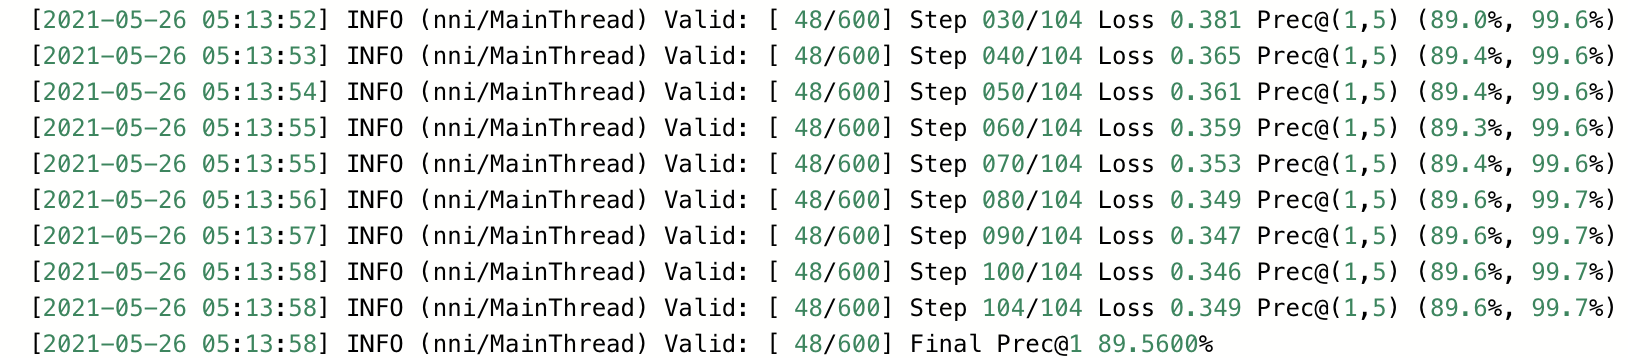 [2021-05-26 05:13:52] INFO (nni/MainThread) Valid: [ 48/600] Step 030/104 Loss 0.381 Prec@(1,5) (89.0%, 99.6%)
[2021-05-26 05:13:53] INFO (nni/MainThread) Valid: [ 48/600] Step 040/104 Loss 0.365 Prec@(1,5) (89.4%, 99.6%)
[2021-05-26 05:13:54] INFO (nni/MainThread) Valid: [ 48/600] Step 050/104 Loss 0.361 Prec@(1,5) (89.4%, 99.6%)
[2021-05-26 05:13:55] INFO (nni/MainThread) Valid: [ 48/600] Step 060/104 Loss 0.359 Prec@(1,5) (89.3%, 99.6%)
[2021-05-26 05:13:55] INFO (nni/MainThread) Valid: [ 48/600] Step 070/104 Loss 0.353 Prec@(1,5) (89.4%, 99.6%)
[2021-05-26 05:13:56] INFO (nni/MainThread) Valid: [ 48/600] Step 080/104 Loss 0.349 Prec@(1,5) (89.6%, 99.7%)
[2021-05-26 05:13:57] INFO (nni/MainThread) Valid: [ 48/600] Step 090/104 Loss 0.347 Prec@(1,5) (89.6%, 99.7%)
[2021-05-26 05:13:58] INFO (nni/MainThread) Valid: [ 48/600] Step 100/104 Loss 0.346 Prec@(1,5) (89.6%, 99.7%)
[2021-05-26 05:13:58] INFO (nni/MainThread) Valid: [ 48/600] Step 104/104 Loss 0.349 Prec@(1,5) (89.6%, 99.7%)
[2021-05-26 05:13:58] INFO (nni/MainThread) Valid: [ 48/600] Final Prec@1 89.5600%